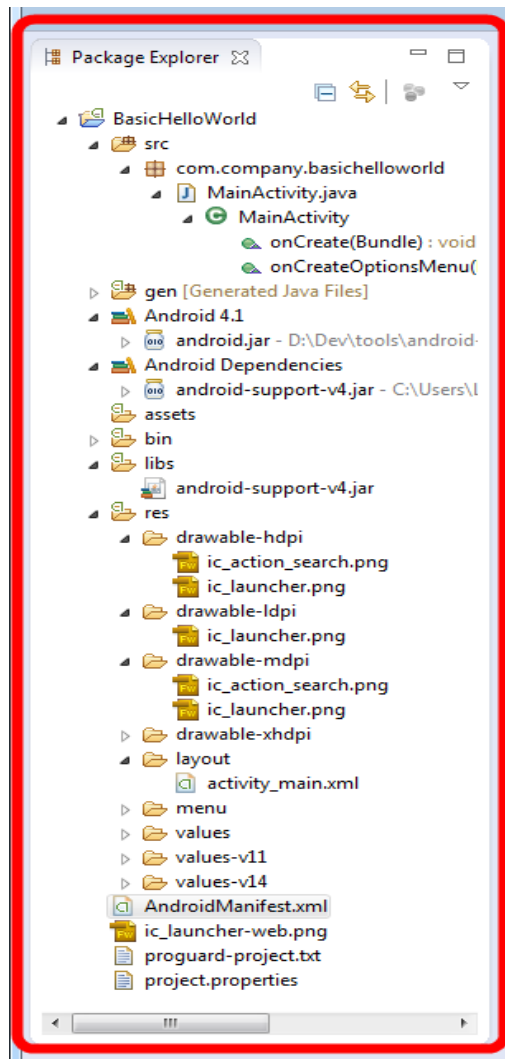 Package Explorer
BasicHelloWorld
src
com.company.basichelloworld
MainActivity.java
MainActivity
onCreate(Bundle) : void
onCreateOptionsMenu(
gen [Generated Java Files]
Android 4.1
android.jar - D:\Dev\tools\android-
Android Dependencies
android-support-v4.jar - C:\Users\
assets
bin
libs
android-support-v4.jar
res
drawable-hdpi
ic_action_search.png
ic_launcher.png
drawable-ldpi
ic_launcher.png
drawable-mdpi
ic_action_search.png
ic_launcher.png
drawable-xhdpi
layout
activity_main.xml
menu
values
values-v11
values-v14
AndroidManifest.xml
ic_launcher-web.png
proguard-project.txt
project.properties